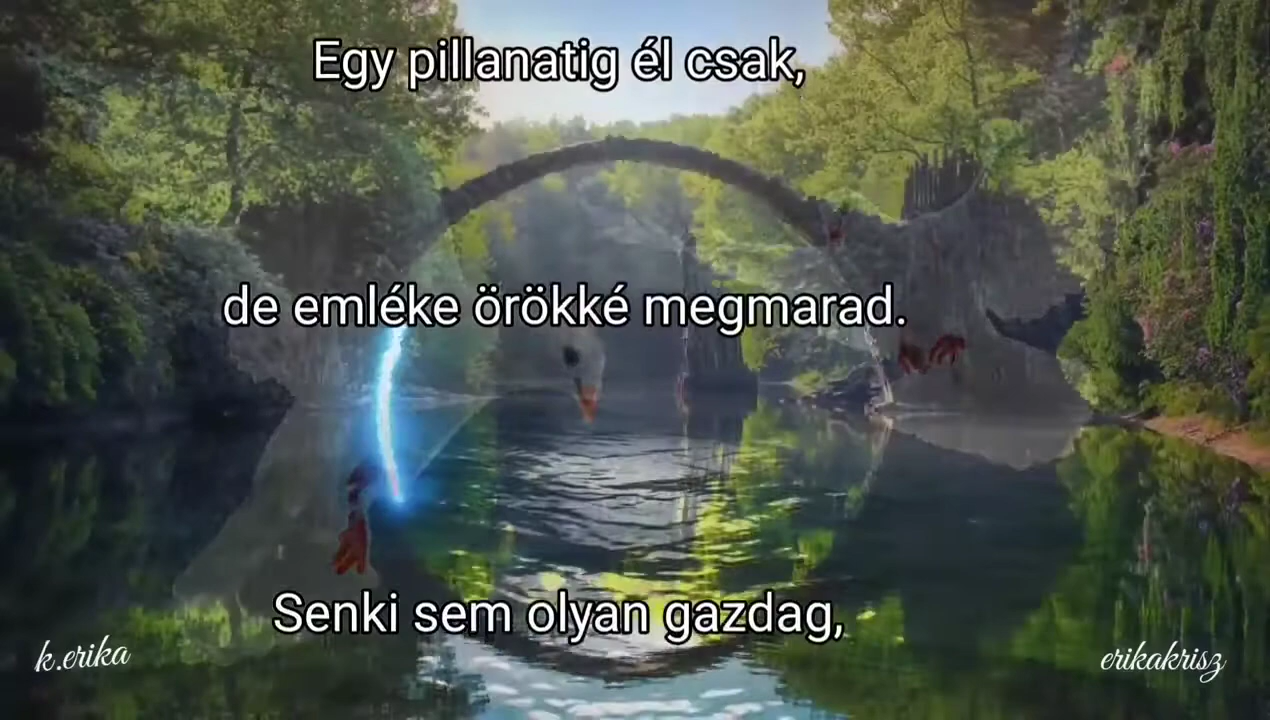 Egy pillanatig él csak,
de emléke örökké megmarad.
Senki sem olyan gazdag,
k.erika
erikakrisz